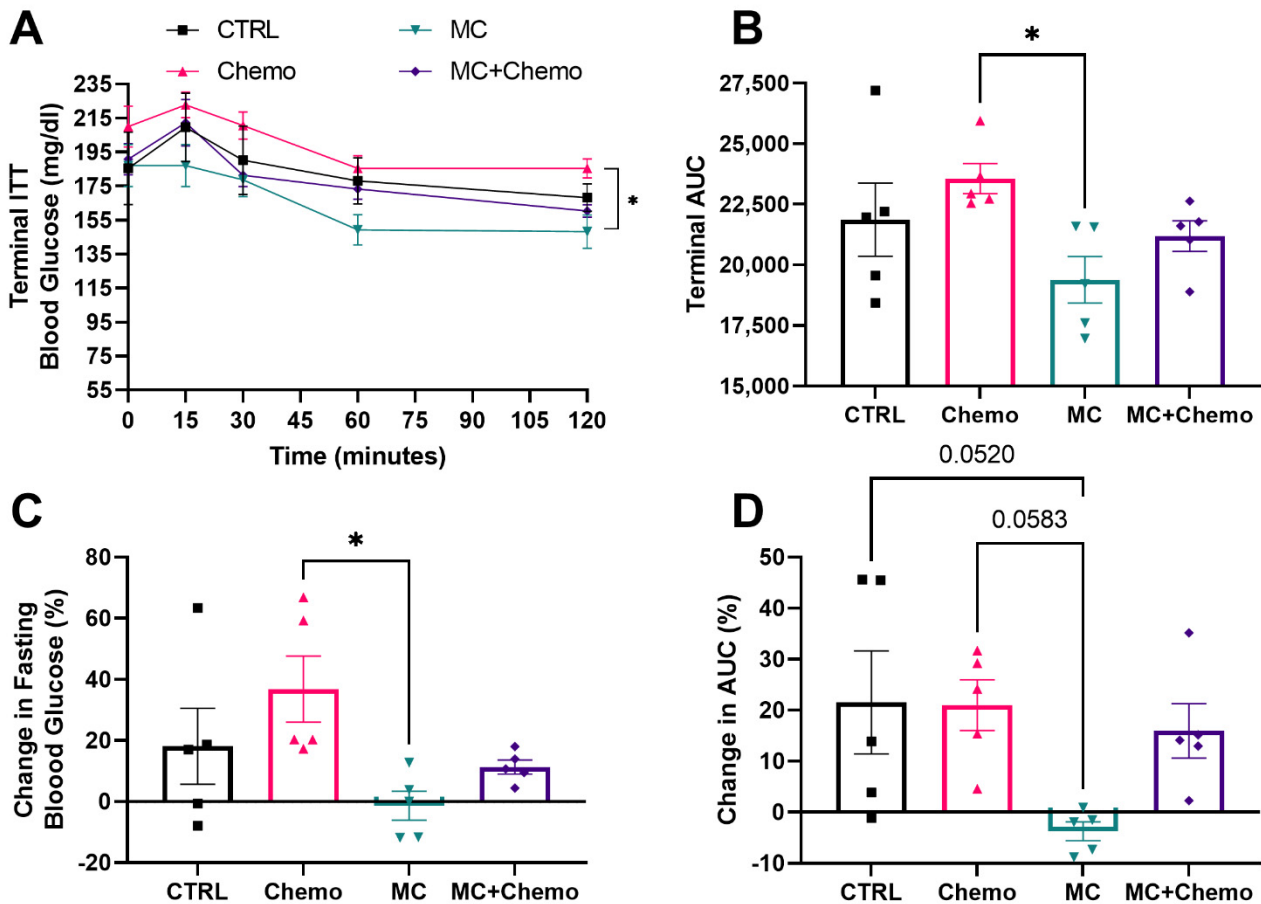 A
CTRL
MC
Chemo
MC+Chemo
Terminal ITT
Blood Glucose (mg/dl)
235
215
195
175
155
135
115
95
75
55
0 15 30 45 60 75 90 105 120
Time (minutes)
*
B
*
Terminal AUC
27,500
25,000
22,500
20,000
17,500
15,000
CTRL Chemo MC MC+Chemo
C
*
Change in Fasting
Bloood Glucose (%)
80
60
40
20
0
-20
CTRL Chemo MC MC+Chemo
D
0.0520
0.0583
Change in AUC (%)
50
40
30
20
10
0
-10
CTRL Chemo MC MC+Chemo